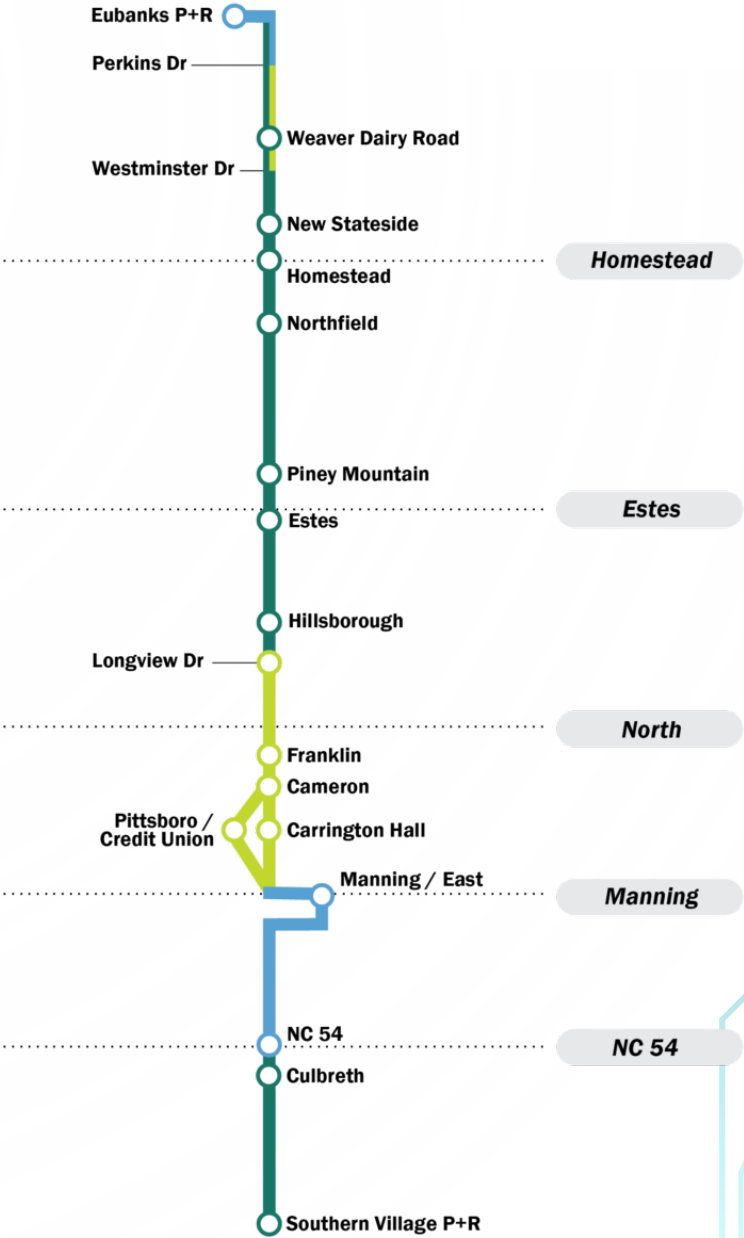 Eubanks P+R
Perkins Dr
Weaver Dairy Road
Westminster Dr
New Stateside
Homestead
Homestead
Northfield
Piney Mountain
Estes
Estes
Hillsborough
Longview Dr
North
Franklin
Cameron
Pittsboro /
Credit Union
Carrington Hall
Manning / East
Manning
NC 54
NC 54
Culbreth
Southern Village P+R